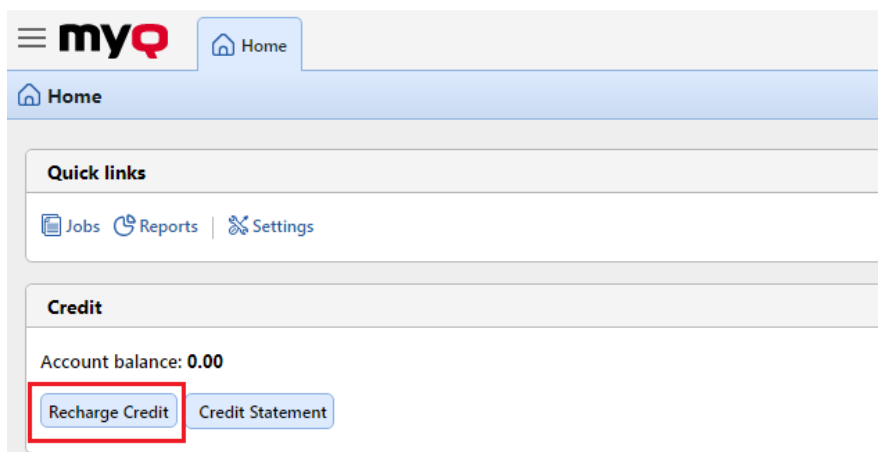 myQ Home
Home
Quick links
Jobs Reports | Settings
Credit
Account balance: 0.00
Recharge Credit Credit Statement